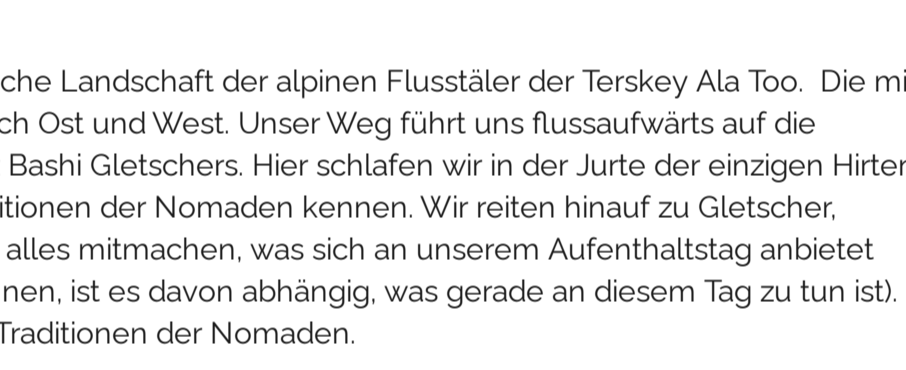 che Landschaft der alpinen Flusstäler der Terskey Ala Too. Die mi
ch Ost und West. Unser Weg führt uns flussaufwärts auf die
Bashi Gletschers. Hier schlafen wir in der Jurte der einzigen Hirten
itionen der Nomaden kennen. Wir reiten hinauf zu Gletscher,
alles mitmachen, was sich an unserem Aufenthaltstag anbietet
nen, ist es davon abhängig, was gerade an diesem Tag zu tun ist).
Traditionen der Nomaden.